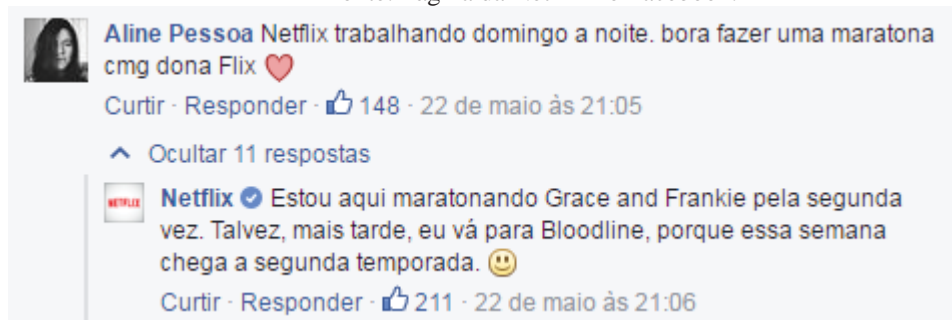 Aline Pessoa Netflix trabalhando domingo a noite. bora fazer uma maratona
cmg dona Flix
Curtir · Responder · 148 · 22 de maio às 21:05
Ocultar 11 respostas
NETFLIX
Netflix Estou aqui maratonando Grace and Frankie pela segunda
vez. Talvez, mais tarde, eu vá para Bloodline, porque essa semana
chega a segunda temporada.
Curtir · Responder · 211 · 22 de maio às 21:06